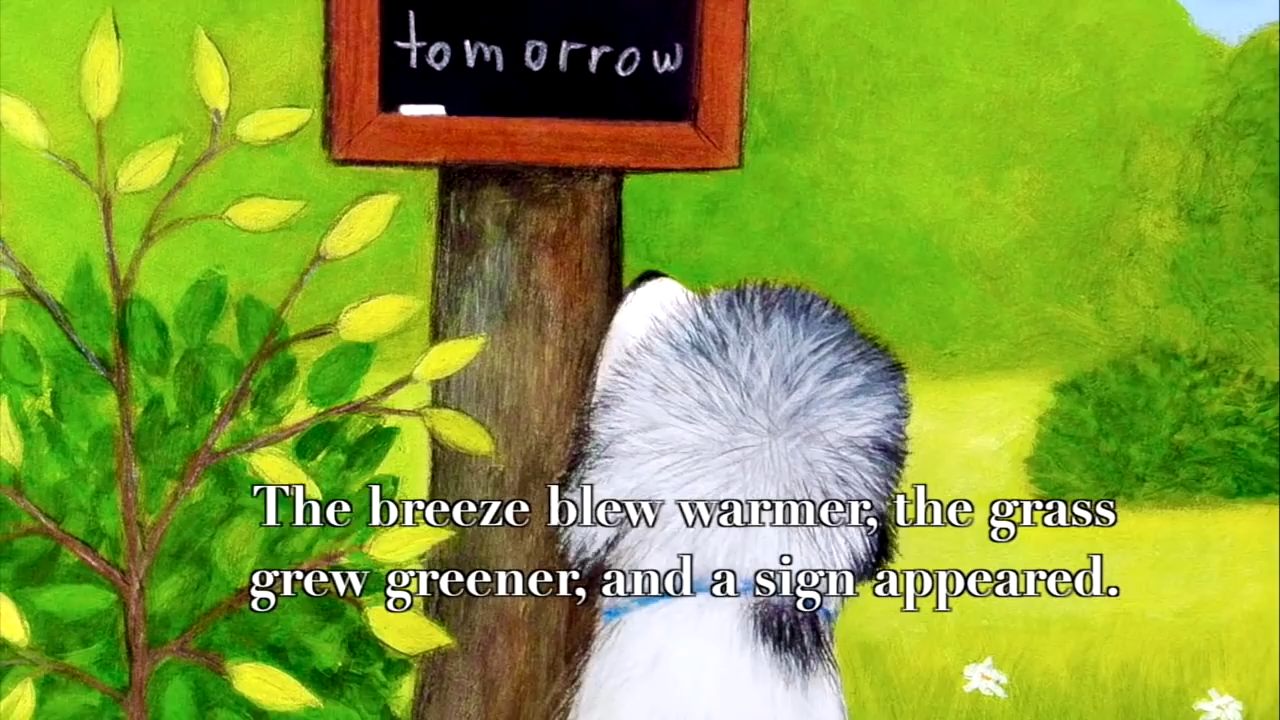 tomorrow
The breeze blew warmer, the grass
grew greener, and a sign appeared.